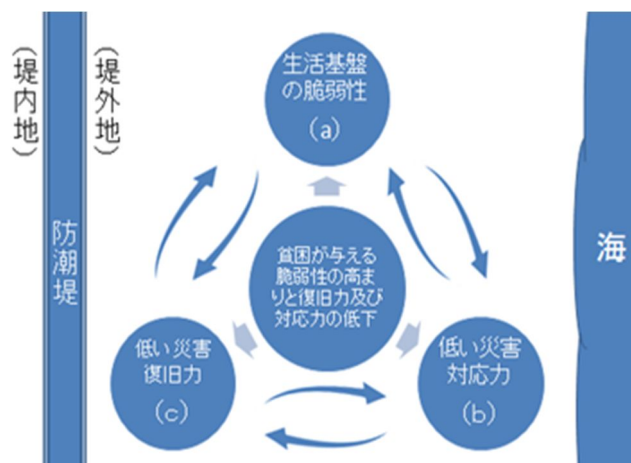 （堤内地）
（堤外地）
防潮堤
生活基盤
の脆弱性
（a）
貧困が与える
脆弱性の高ま
りと復旧力及び
対応力の低下
低い災害
復旧力
（c）
低い災害
対応力
（b）
海